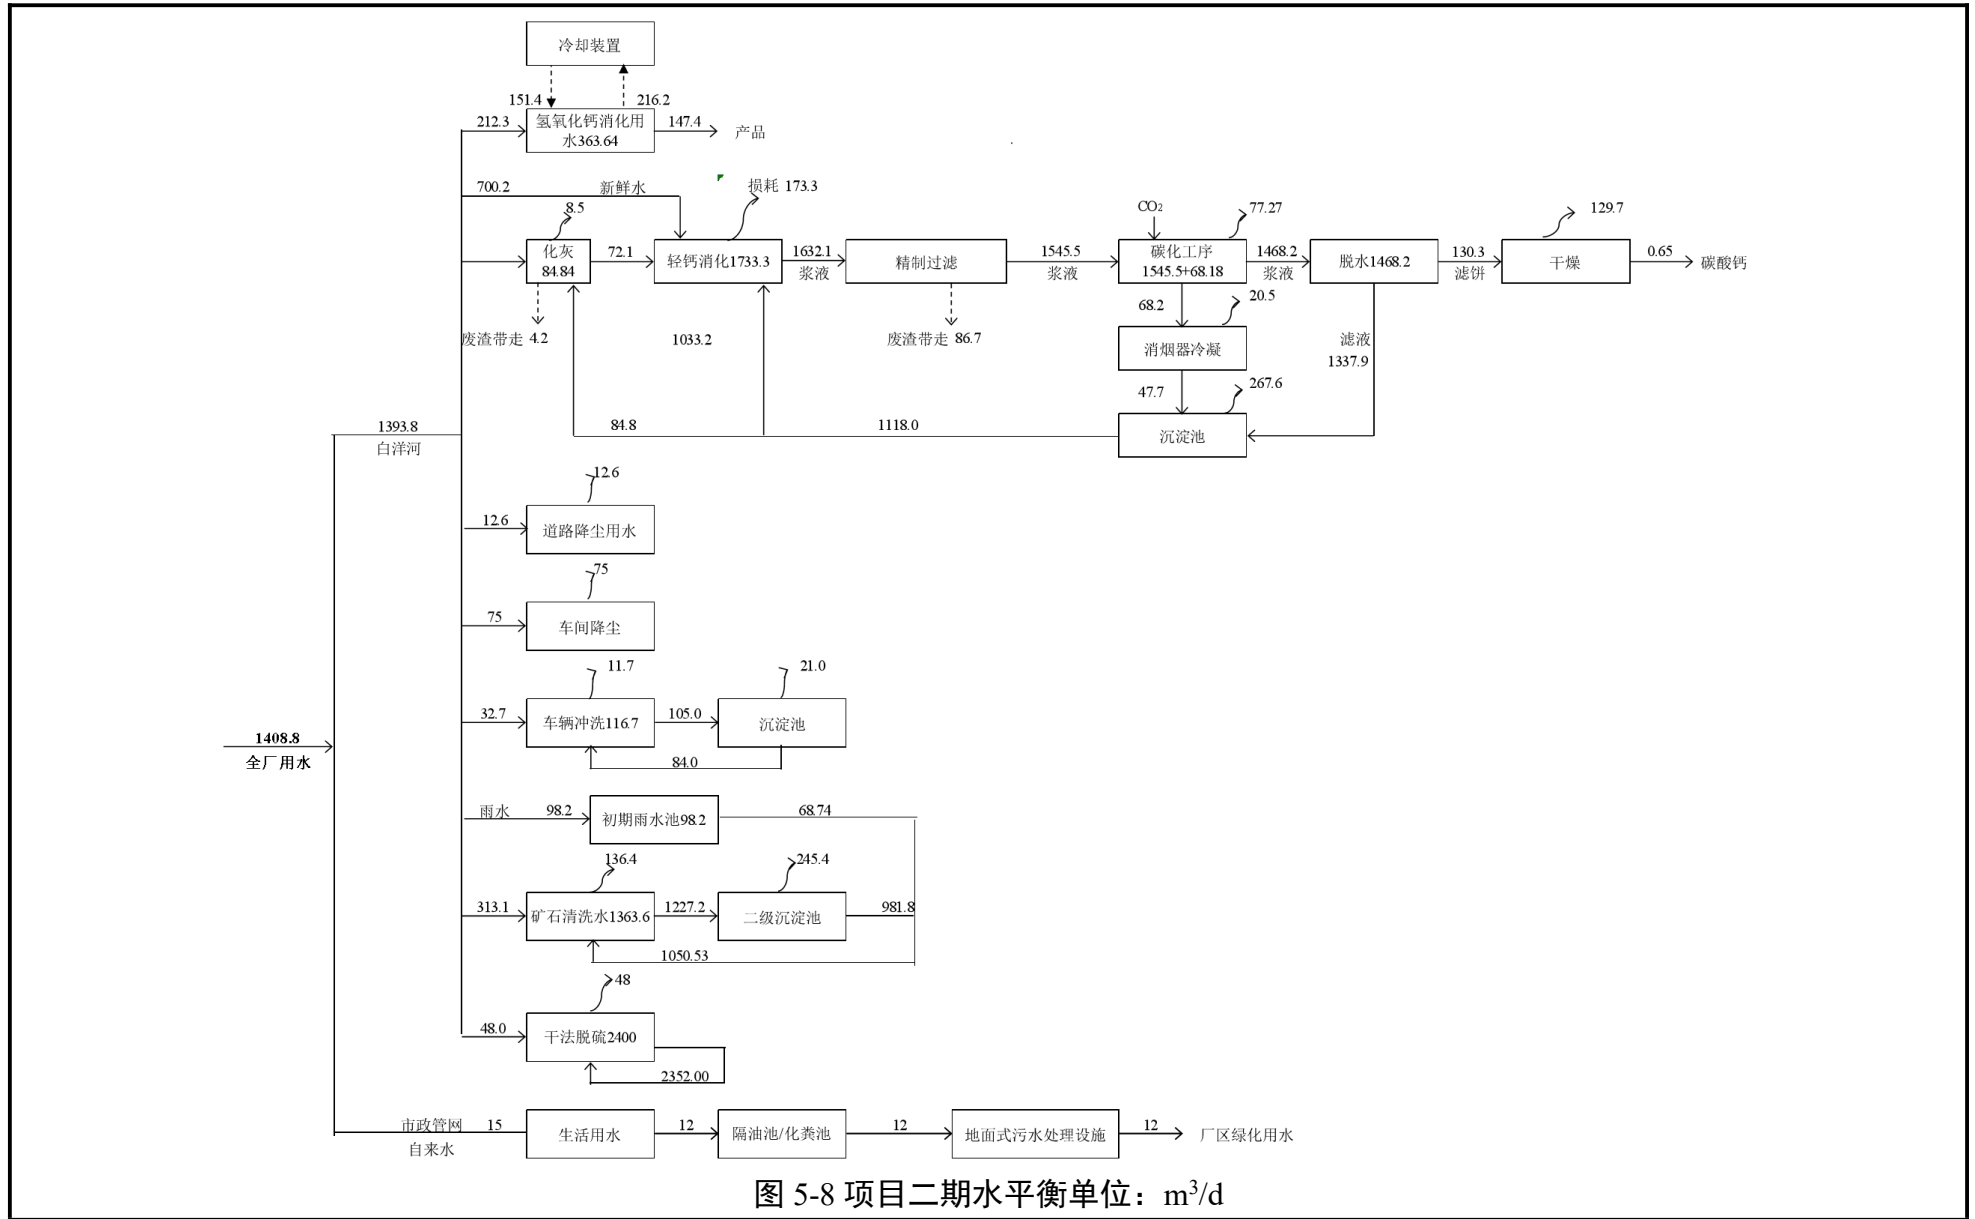 冷却装置
151.4
216.2
212.3
氢氧化钙消化用
水363.64
147.4
产品
700.2
新鲜水
损耗 173.3
8.5
化灰
84.84
72.1
轻钙消化1733.3
1632.1
浆液
精制过滤
1545.5
浆液
CO₂
77.27
碳化工序
1545.5+68.18
1468.2
浆液
脱水1468.2
130.3
滤饼
129.7
干燥
0.65
碳酸钙
废渣带走 4.2
1033.2
废渣带走 86.7
68.2
20.5
消烟器冷凝
滤液
1337.9
47.7
267.6
沉淀池
84.8
1118.0
1393.8
白洋河
12.6
12.6
道路降尘用水
75
75
车间降尘
11.7
32.7
车辆冲洗116.7
105.0
21.0
沉淀池
84.0
1408.8
全厂用水
雨水
98.2
初期雨水池98.2
68.74
136.4
313.1
矿石清洗水1363.6
1227.2
245.4
二级沉淀池
981.8
1050.53
48
48.0
干法脱硫2400
2352.00
市政管网
15
自来水
生活用水
12
隔油池/化粪池
12
地面式污水处理设施
12
厂区绿化用水
图 5-8 项目二期水平衡单位：m³/d